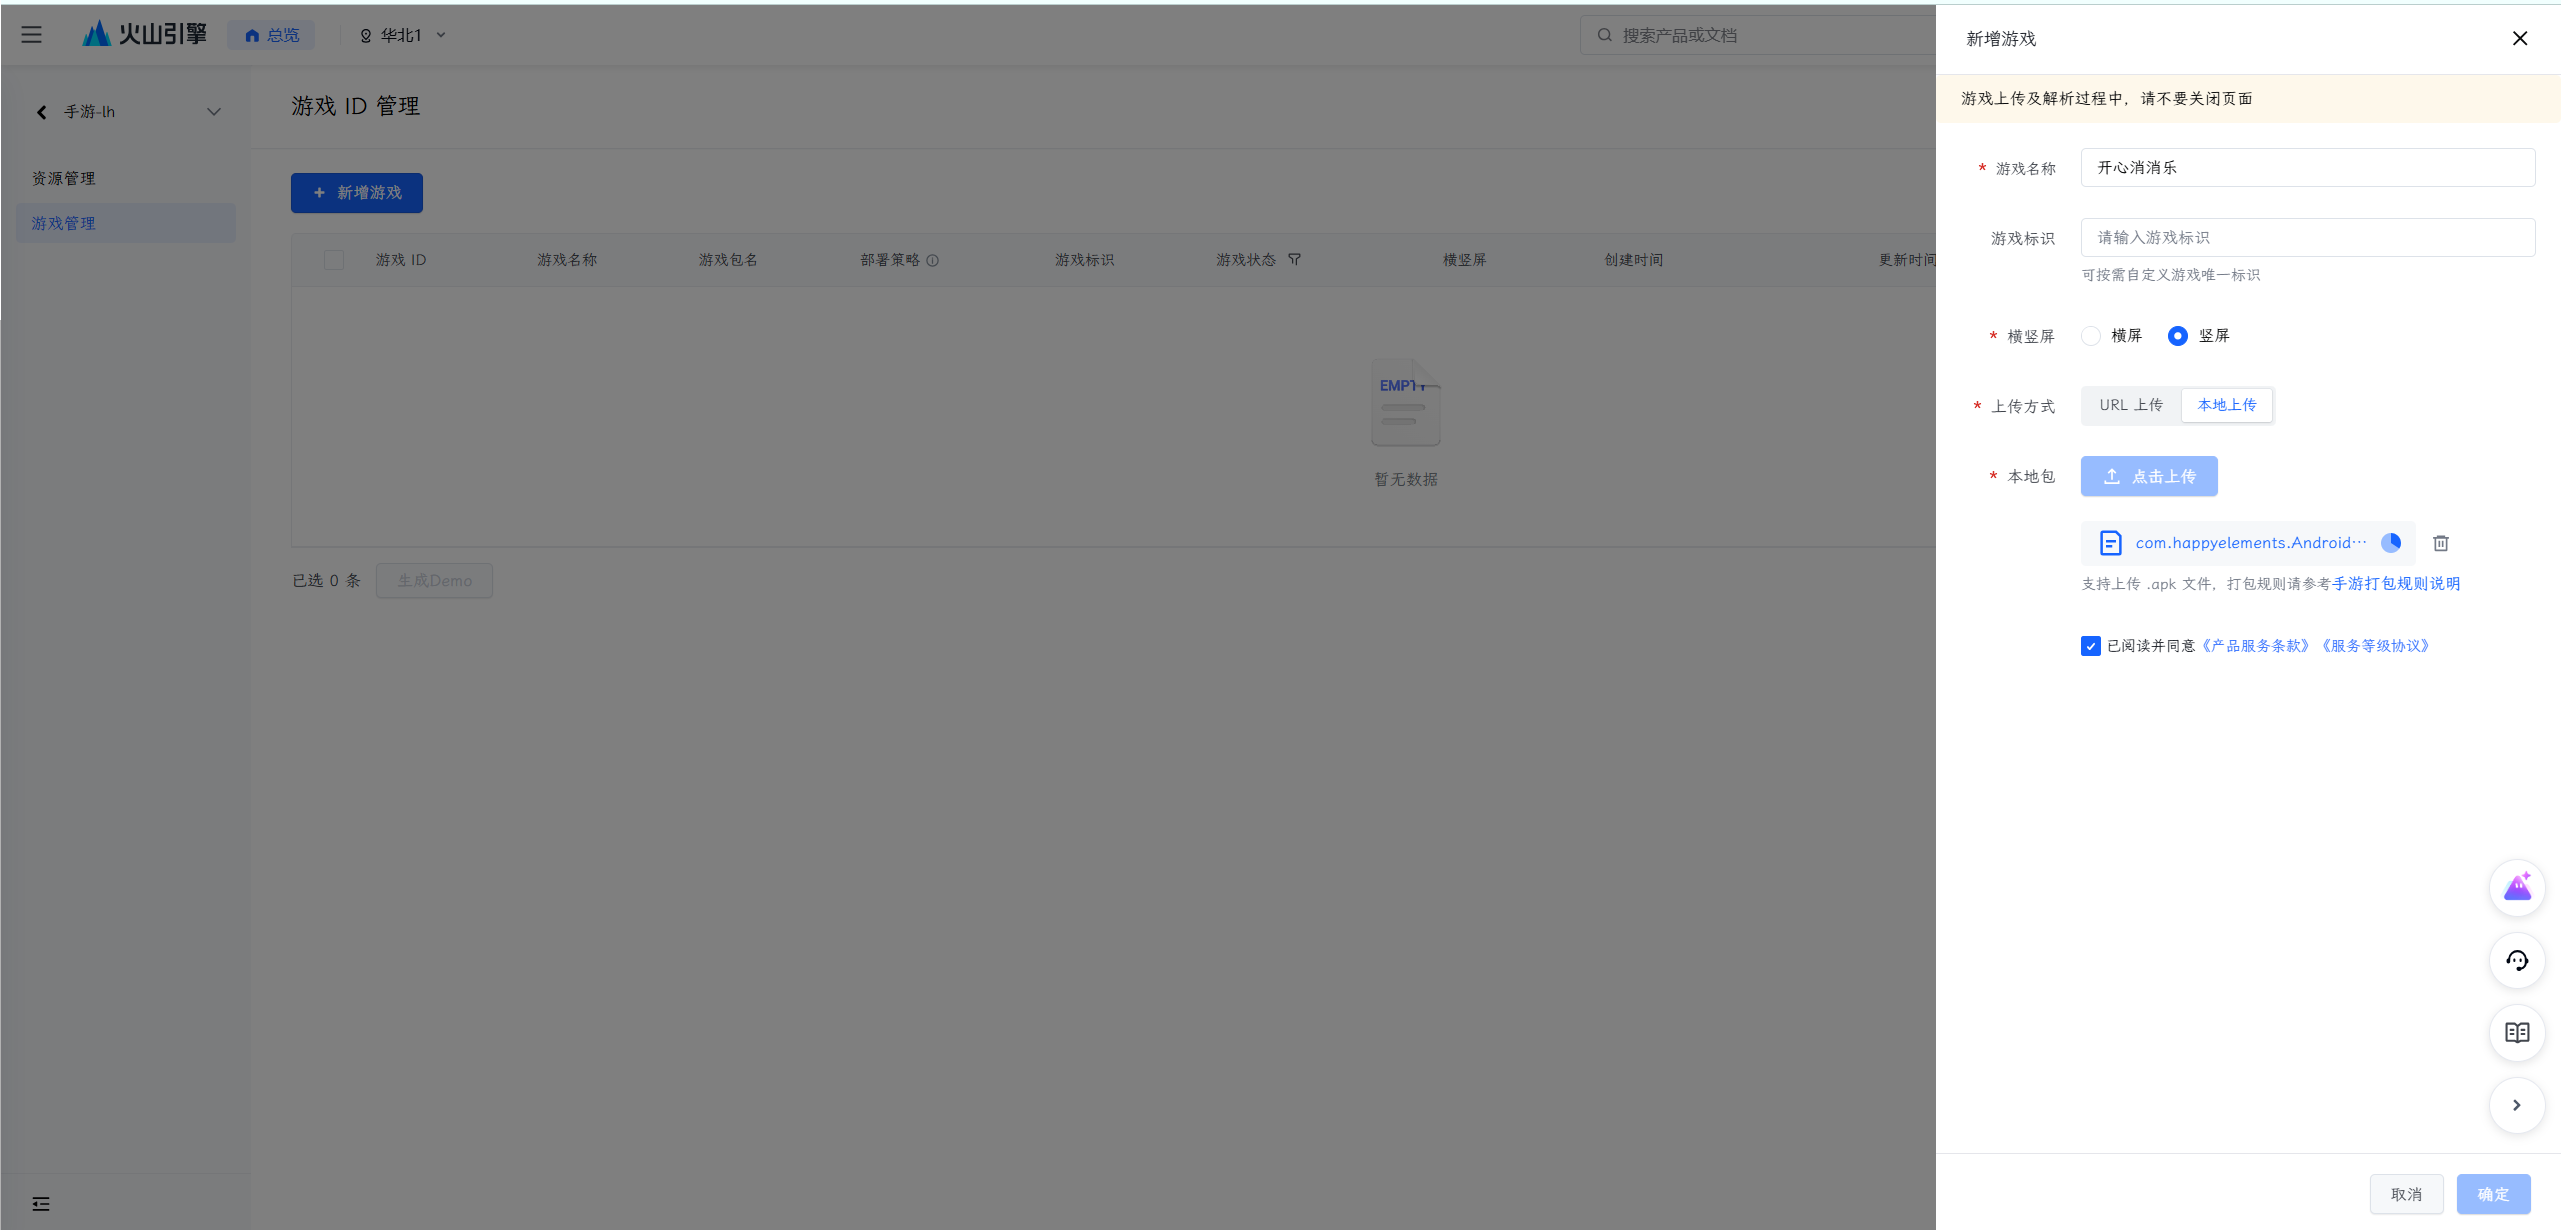 火山引擎
总览
华北1
搜索产品或文档
手游-lh
资源管理
游戏管理
游戏 ID 管理
+ 新增游戏
游戏 ID 游戏名称 游戏包名 部署策略 游戏标识 游戏状态 横竖屏 创建时间 更新时间
EMPTY
暂无数据
已选 0 条 生成Demo
新增游戏
游戏上传及解析过程中，请不要关闭页面
* 游戏名称 开心消消乐
游戏标识 请输入游戏标识
可按需自定义游戏唯一标识
* 横竖屏 横屏 竖屏
* 上传方式 URL 上传 本地上传
* 本地包 点击上传
com.happyelements.Android···
支持上传 .apk 文件，打包规则请参考手游打包规则说明
已阅读并同意《产品服务条款》《服务等级协议》
取消 确定